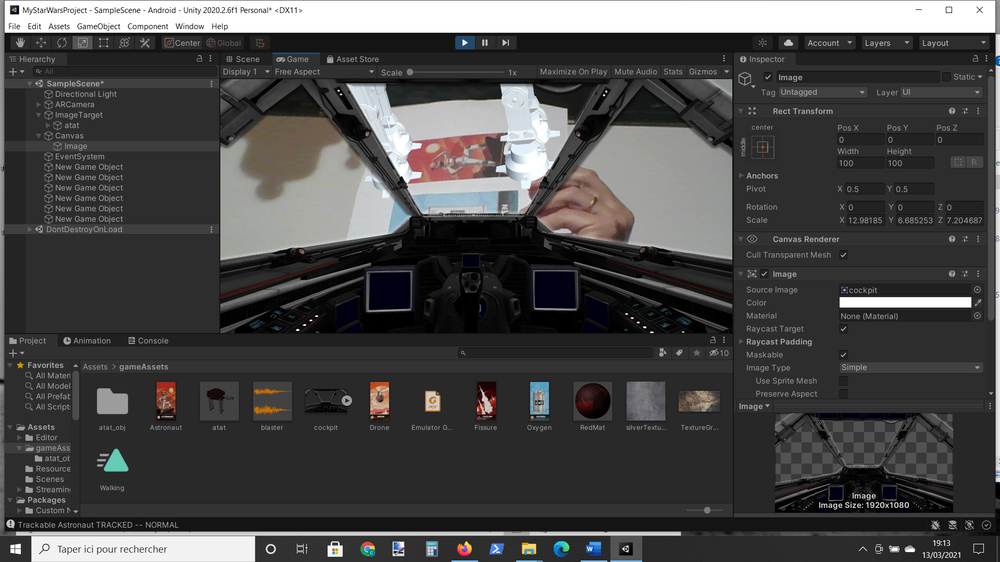 MyStarWarsProject - SampleScene - Android - Unity 2020.2.6f1 Personal* <DX11>
File Edit Assets GameObject Component Window Help
Center Global Account Layers Layout
Hierarchy
All
SampleScene*
Directional Light
ARCamera
ImageTarget
atat
Canvas
Image
EventSystem
New Game Object
New Game Object
New Game Object
New Game Object
New Game Object
New Game Object
DontDestroyOnLoad
Scene Game Asset Store
Display 1 Free Aspect Scale 1x Maximize On Play Mute Audio Stats Gizmos
Inspector
Image Static
Tag Untagged Layer UI
Rect Transform
center Pos X Pos Y Pos Z
middle 0 0 0
Width Height
100 100 R
Anchors
Pivot X 0.5 Y 0.5
Rotation X 0 Y 0 Z 0
Scale X 12.98185 Y 6.685253 Z 7.204687
Canvas Renderer
Cull Transparent Mesh
Image
Source Image cockpit
Color
Material None (Material)
Raycast Target
Raycast Padding
Maskable
Image Type Simple
Use Sprite Mesh
Preserve Aspect
Image
Image
Image Size: 1920x1080
Project Animation Console
10
Favorites
All Materi
All Model
All Prefab
All Scripts
Assets
Editor
gameAss
atat_ob
Resource
Scenes
Streaming
Packages
Custom N
Assets > gameAssets
atat_obj Astronaut atat blaster cockpit Drone Emulator G... Fissure Oxygen RedMat silverTextu... TextureGr...
Walking
Trackable Astronaut TRACKED -- NORMAL
Taper ici pour rechercher
19:13
13/03/2021